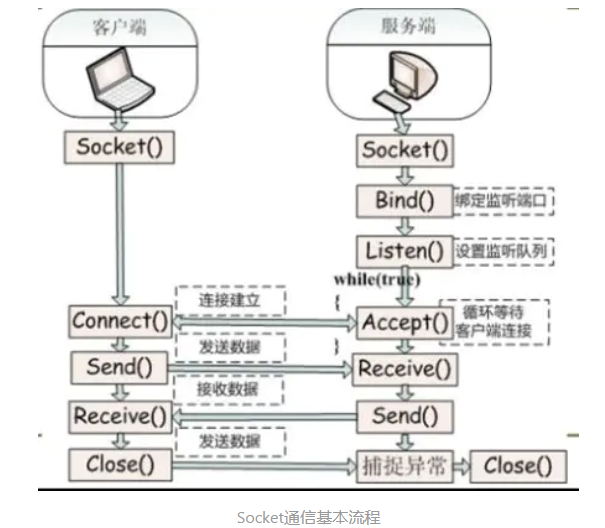 客户端
服务端
Socket()
Socket()
Bind()
绑定监听端口
Listen()
设置监听队列
while(true)
{
连接建立
Connect()
Accept()
循环等待
客户端连接
}
发送数据
Send()
Receive()
接收数据
Receive()
Send()
发送数据
Close()
捕捉异常
Close()
Socket通信基本流程